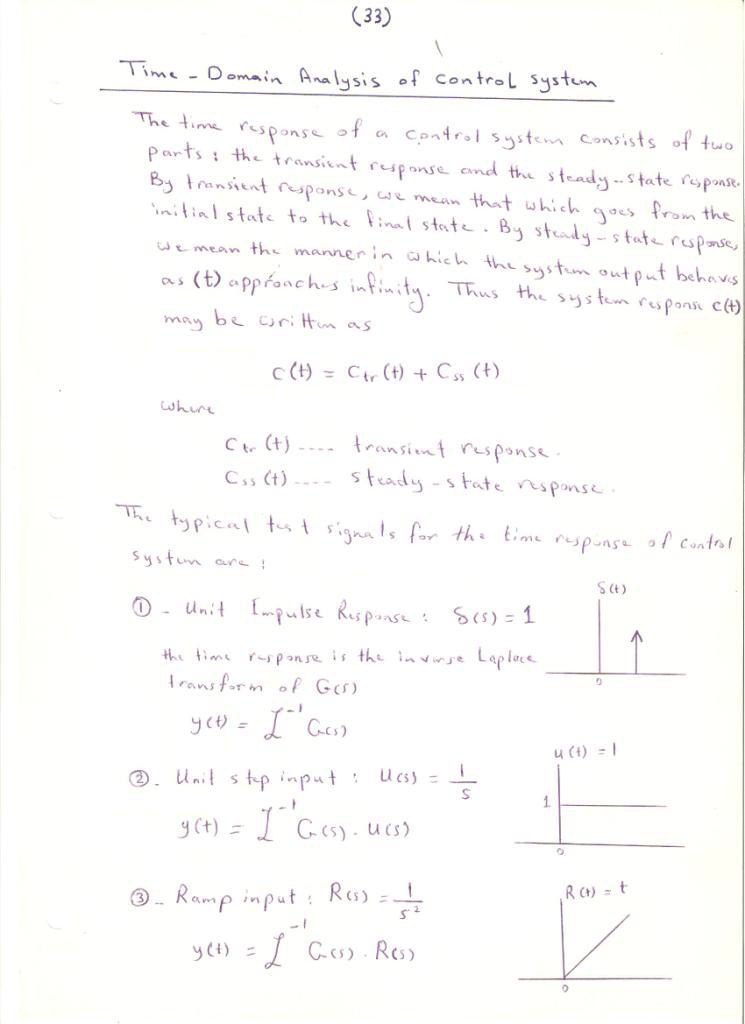 (33)
Time - Domain Analysis of control system
The time response of a control system consists of two
parts : the transient response and the steady-state response.
By transient response, we mean that which goes from the
initial state to the final state. By steady-state response,
we mean the manner in which the system output behaves
as (t) approaches infinity. Thus the system response c(t)
may be written as
c(t) = Ctr(t) + Css(t)
where
Ctr(t) ---- transient response.
Css(t) ---- steady-state response.
The typical test signals for the time response of control
system are :
① - Unit Impulse Response : δ(s) = 1
δ(t)
0
the time response is the inverse Laplace
transform of G(s)
y(t) = ℒ⁻¹ G(s)
② - Unit step input : U(s) = 1/s
u(t) = 1
1
0
y(t) = ℒ⁻¹ G(s) . U(s)
③ - Ramp input : R(s) = 1/s²
R(t) = t
0
y(t) = ℒ⁻¹ G(s) . R(s)